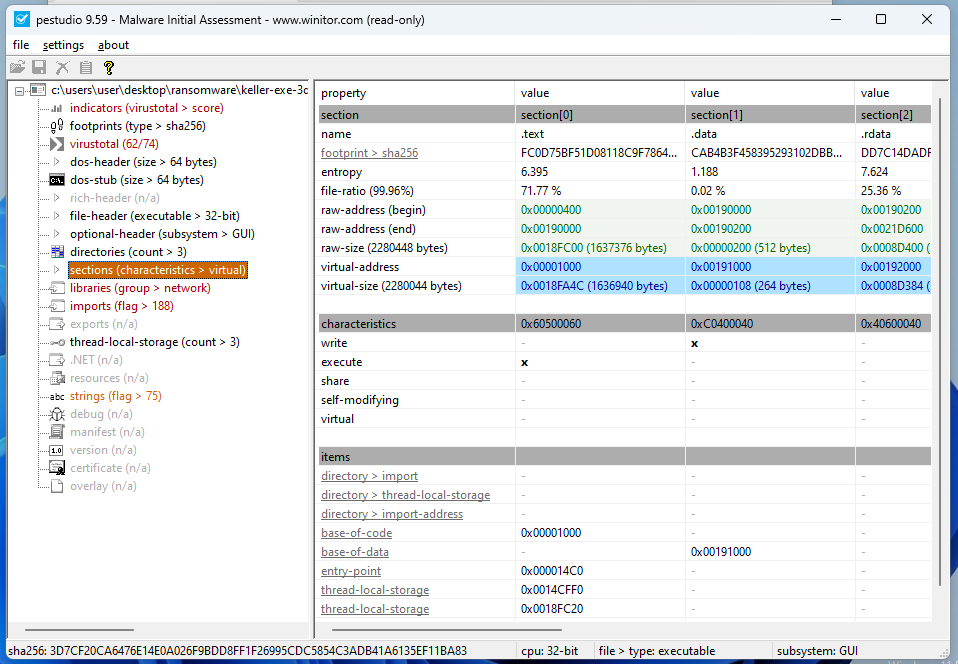 pestudio 9.59 - Malware Initial Assessment - www.winitor.com (read-only)
file settings about
c:\users\user\desktop\ransomware\keller-exe-3d
indicators (virustotal > score)
footprints (type > sha256)
virustotal (62/74)
dos-header (size > 64 bytes)
dos-stub (size > 64 bytes)
rich-header (n/a)
file-header (executable > 32-bit)
optional-header (subsystem > GUI)
directories (count > 3)
sections (characteristics > virtual)
libraries (group > network)
imports (flag > 188)
exports (n/a)
thread-local-storage (count > 3)
.NET (n/a)
resources (n/a)
abc strings (flag > 75)
debug (n/a)
manifest (n/a)
1.0 version (n/a)
certificate (n/a)
overlay (n/a)
property value value value
section section[0] section[1] section[2]
name .text .data .rdata
footprint > sha256 FC0D75BF51D08118C9F7864... CAB4B3F458395293102DBB... DD7C14DADF
entropy 6.395 1.188 7.624
file-ratio (99.96%) 71.77 % 0.02 % 25.36 %
raw-address (begin) 0x00000400 0x00190000 0x00190200
raw-address (end) 0x00190000 0x00190200 0x0021D600
raw-size (2280448 bytes) 0x0018FC00 (1637376 bytes) 0x00000200 (512 bytes) 0x0008D400 (
virtual-address 0x00001000 0x00191000 0x00192000
virtual-size (2280044 bytes) 0x0018FA4C (1636940 bytes) 0x00000108 (264 bytes) 0x0008D384 (
characteristics 0x60500060 0xC0400040 0x40600040
write - x -
execute x - -
share - - -
self-modifying - - -
virtual - - -
items
directory > import - - -
directory > thread-local-storage - - -
directory > import-address - - -
base-of-code 0x00001000 - -
base-of-data - 0x00191000 -
entry-point 0x000014C0 - -
thread-local-storage 0x0014CFF0 - -
thread-local-storage 0x0018FC20 - -
sha256: 3D7CF20CA6476E14E0A026F9BDD8FF1F26995CDC5854C3ADB41A6135EF11BA83 cpu: 32-bit file > type: executable subsystem: GUI